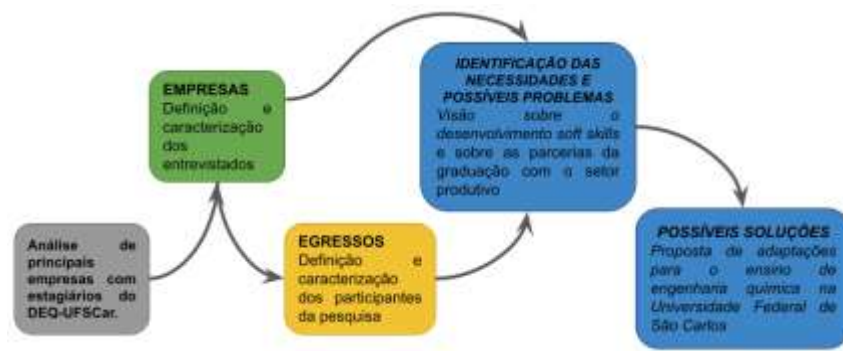 Análise de
principais
empresas com
estagiários do
DEQ-UFSCar.
EMPRESAS
Definição e
caracterização
dos
entrevistados
EGRESSOS
Definição e
caracterização
dos participantes
da pesquisa
IDENTIFICAÇÃO DAS
NECESSIDADES E
POSSÍVEIS PROBLEMAS
Visão sobre o
desenvolvimento soft skills
e sobre as parcerias da
graduação com o setor
produtivo
POSSÍVEIS SOLUÇÕES
Proposta de adaptações
para o ensino de
engenharia química na
Universidade Federal de
São Carlos